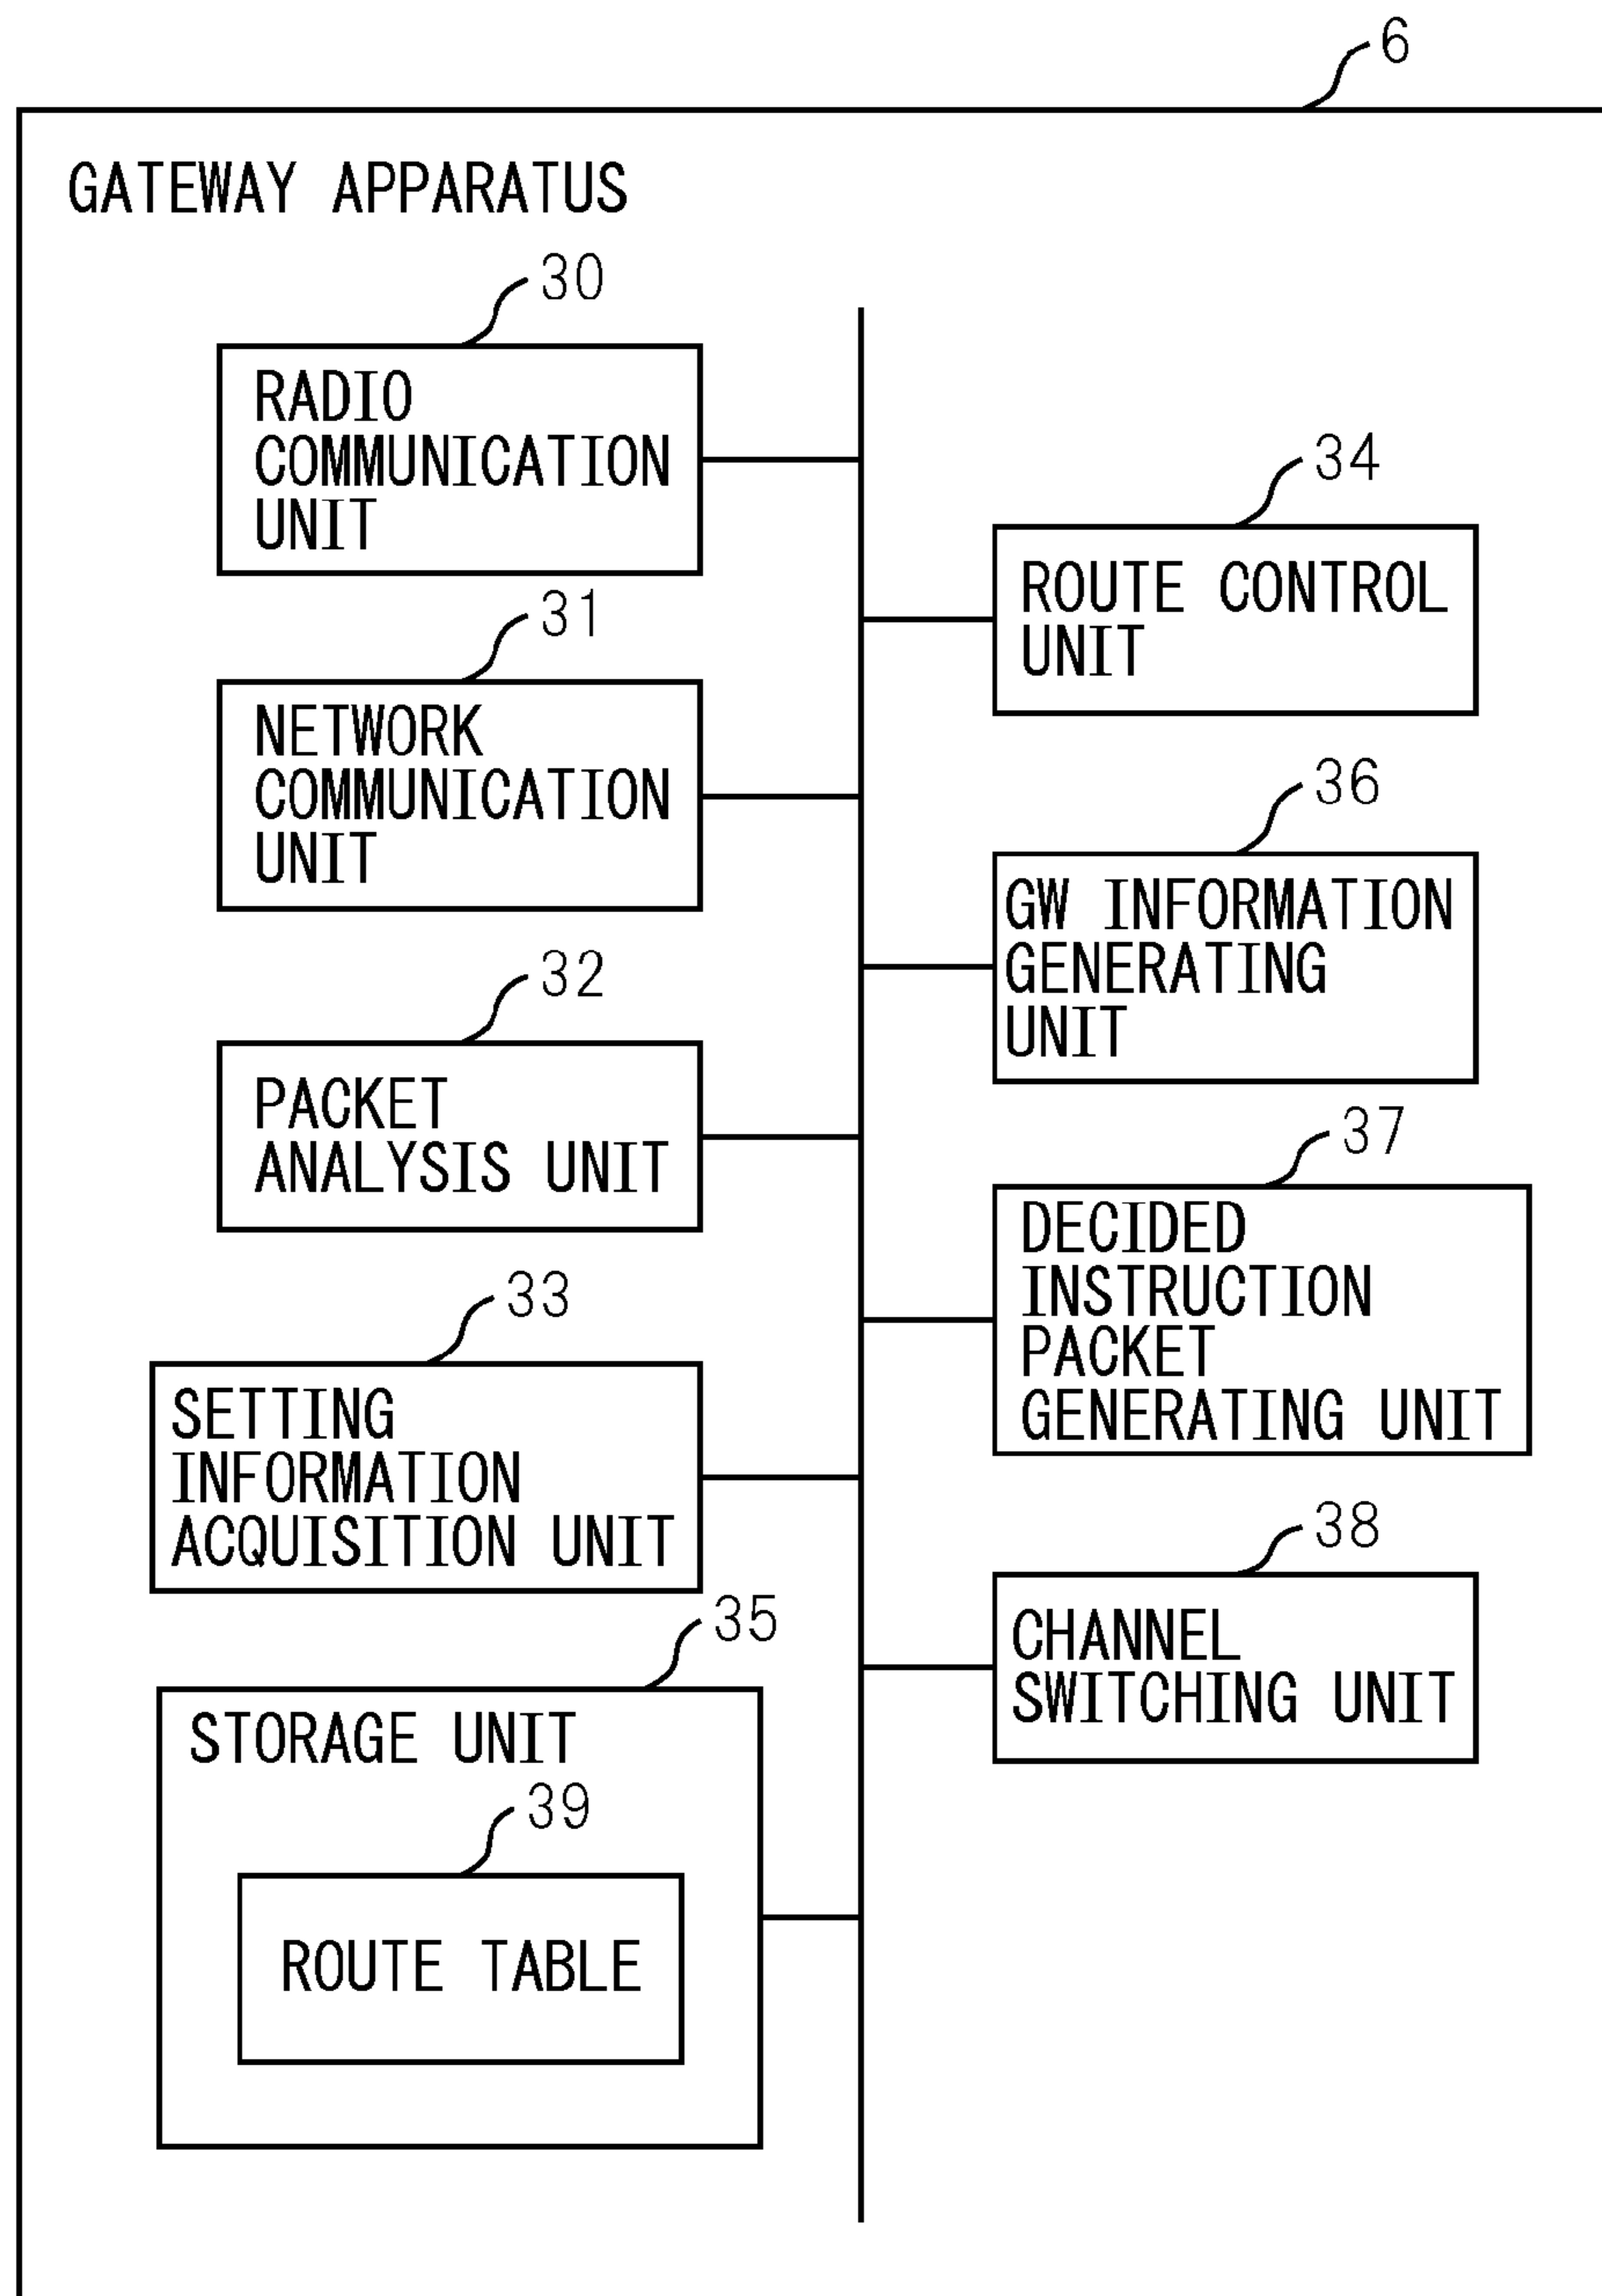 6
GATEWAY APPARATUS
30
RADIO
COMMUNICATION
UNIT
31
NETWORK
COMMUNICATION
UNIT
32
PACKET
ANALYSIS UNIT
33
SETTING
INFORMATION
ACQUISITION UNIT
35
STORAGE UNIT
39
ROUTE TABLE
34
ROUTE CONTROL
UNIT
36
GW INFORMATION
GENERATING
UNIT
37
DECIDED
INSTRUCTION
PACKET
GENERATING UNIT
38
CHANNEL
SWITCHING UNIT